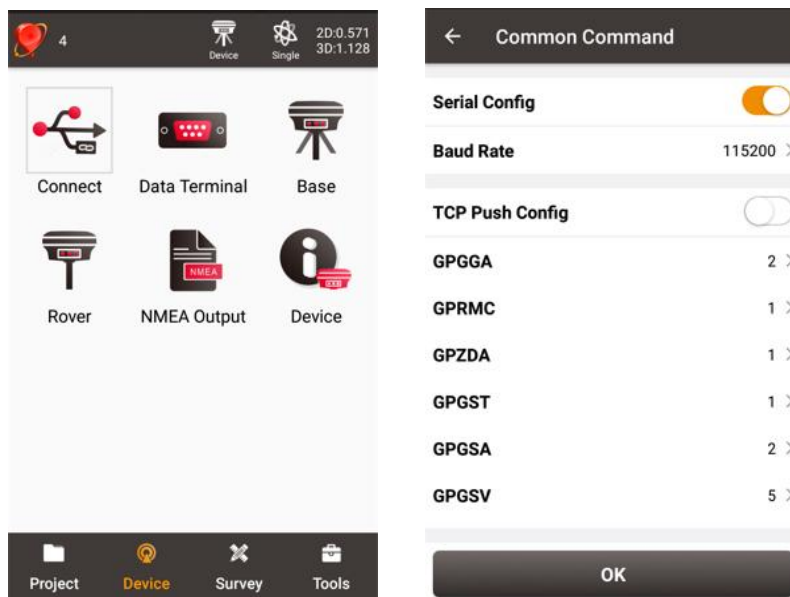 4
Device
Single
2D:0.571
3D:1.128
Connect
Data Terminal
Base
NMEA
Rover
NMEA Output
Device
Project
Device
Survey
Tools
Common Command
Serial Config
Baud Rate 115200
TCP Push Config
GPGGA 2
GPRMC 1
GPZDA 1
GPGST 1
GPGSA 2
GPGSV 5
OK